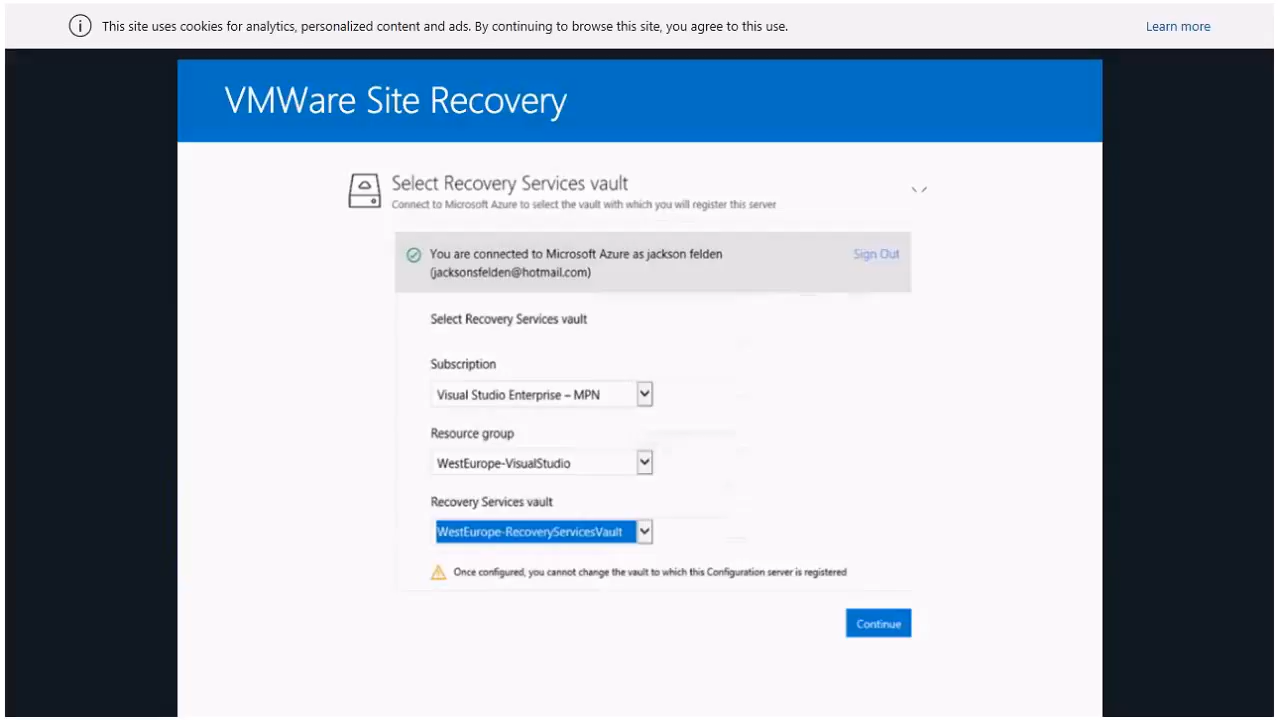 This site uses cookies for analytics, personalized content and ads. By continuing to browse this site, you agree to this use.
Learn more
VMWare Site Recovery
Select Recovery Services vault
Connect to Microsoft Azure to select the vault with which you will register this server
You are connected to Microsoft Azure as jackson felden
Sign Out
(jacksonsfelden@hotmail.com)
Select Recovery Services vault
Subscription
Visual Studio Enterprise – MPN
Resource group
WestEurope-VisualStudio
Recovery Services vault
WestEurope-RecoveryServicesVault
Once configured, you cannot change the vault to which this Configuration server is registered
Continue